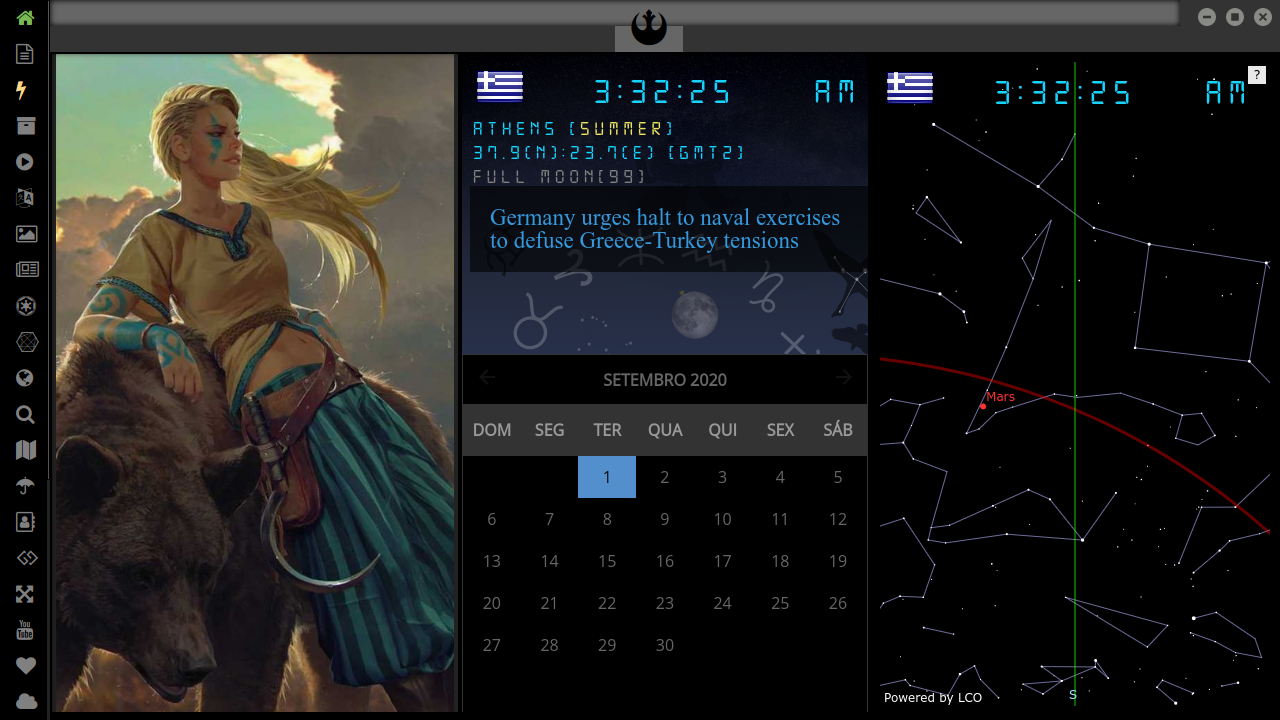 3:32:25 AM
ATHENS (SUMMER)
37.9(N):23.7(E) (GMT2)
FULL MOON(99)
Germany urges halt to naval exercises
to defuse Greece-Turkey tensions
SETEMBRO 2020
DOM SEG TER QUA QUI SEX SÁB
1 2 3 4 5
6 7 8 9 10 11 12
13 14 15 16 17 18 19
20 21 22 23 24 25 26
27 28 29 30
3:32:25 AM
?
Mars
Powered by LCO
S
You
Tube